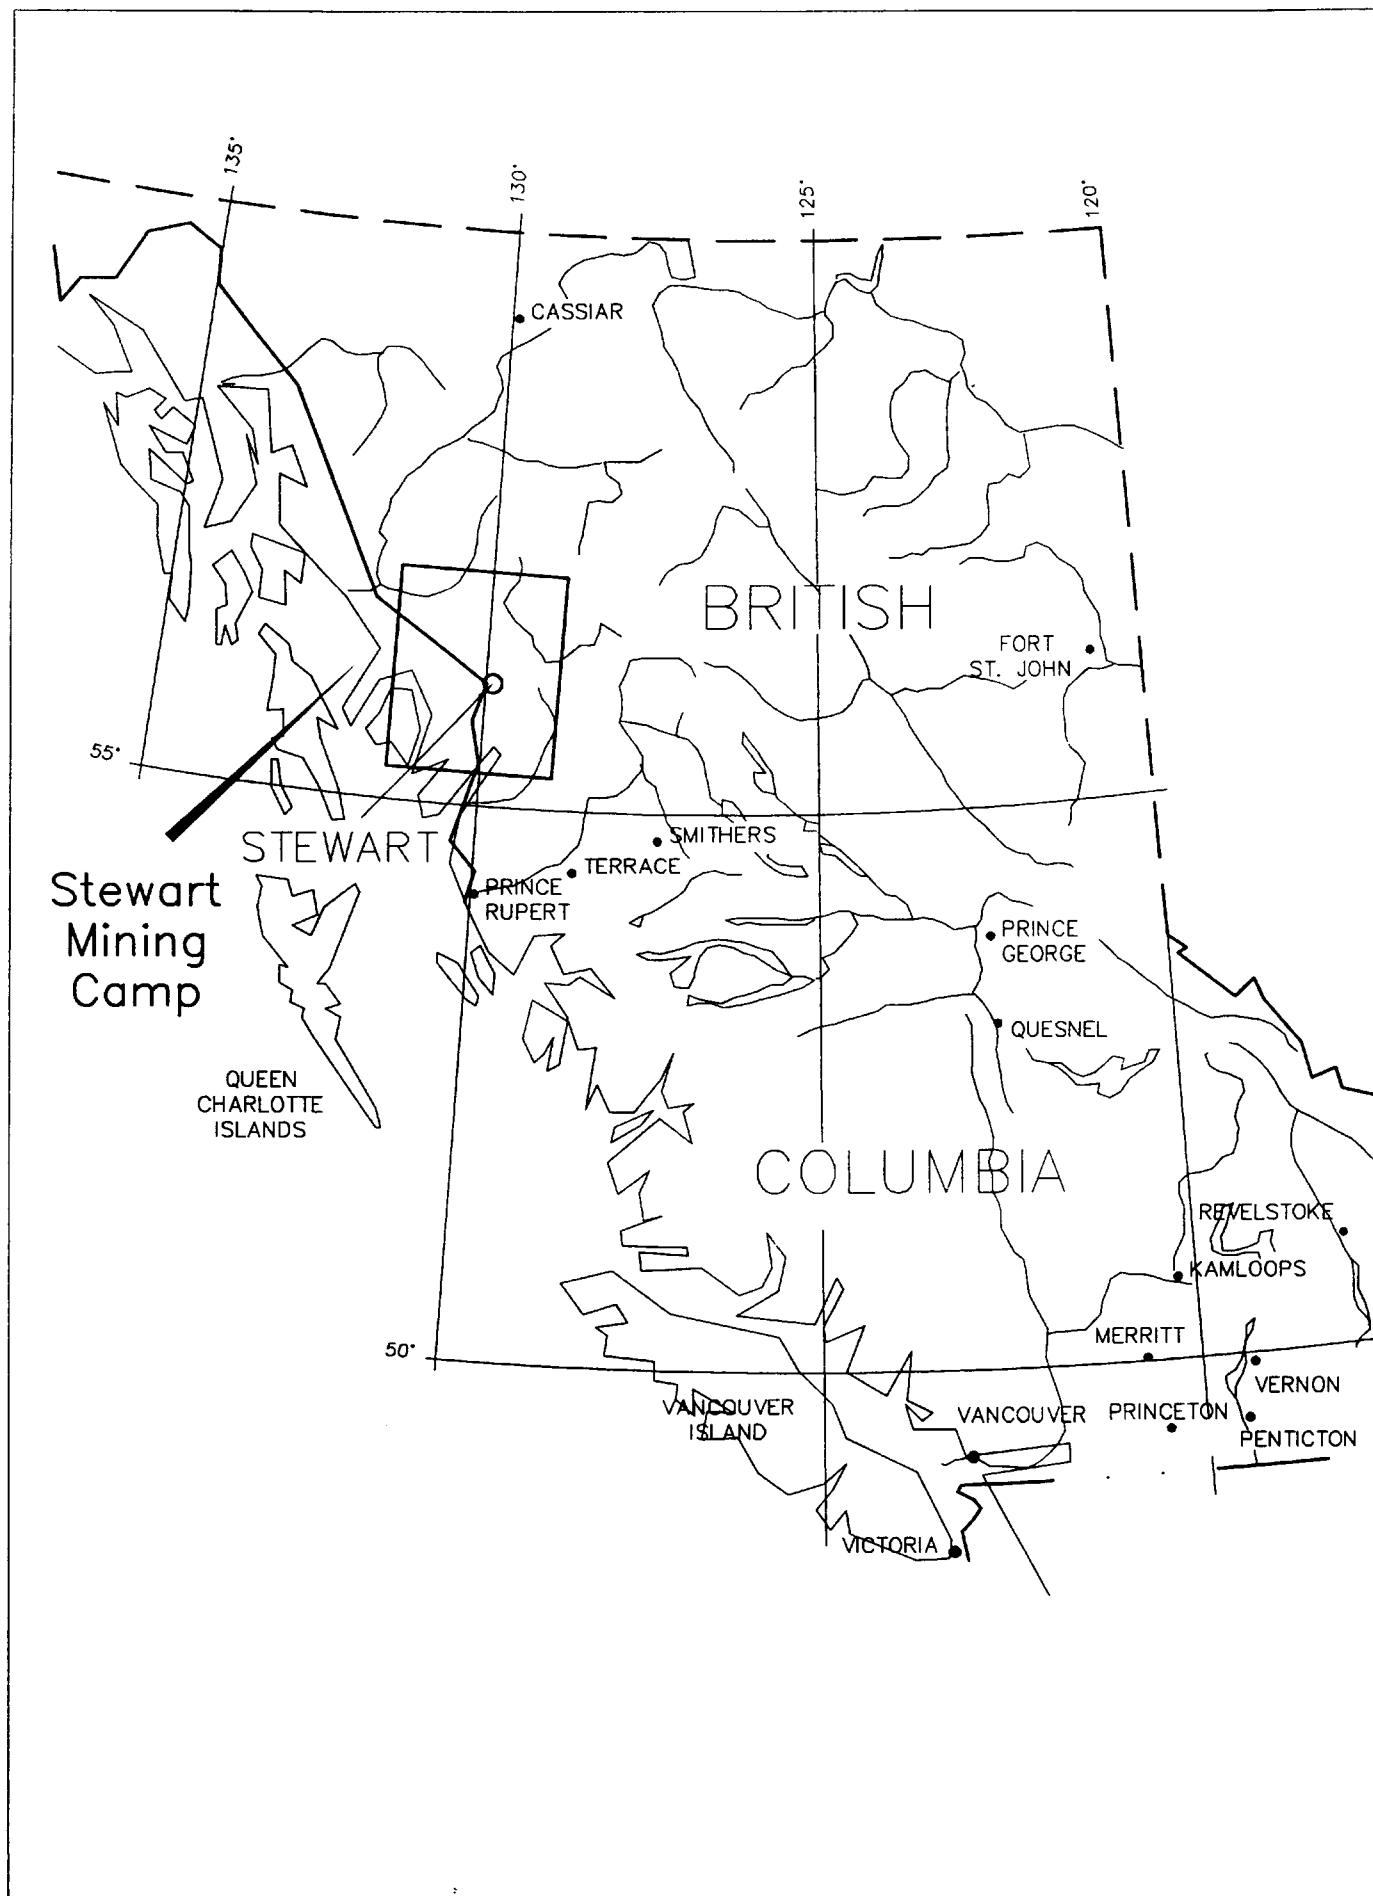 135°
130°
125°
120°
CASSIAR
BRITISH
FORT
ST. JOHN
55°
STEWART
SMITHERS
TERRACE
PRINCE
RUPERT
Stewart
Mining
Camp
PRINCE
GEORGE
QUESNEL
QUEEN
CHARLOTTE
ISLANDS
COLUMBIA
REVELSTOKE
KAMLOOPS
MERRITT
50°
VERNON
VANCOUVER
ISLAND
VANCOUVER
PRINCETON
PENTICTON
VICTORIA